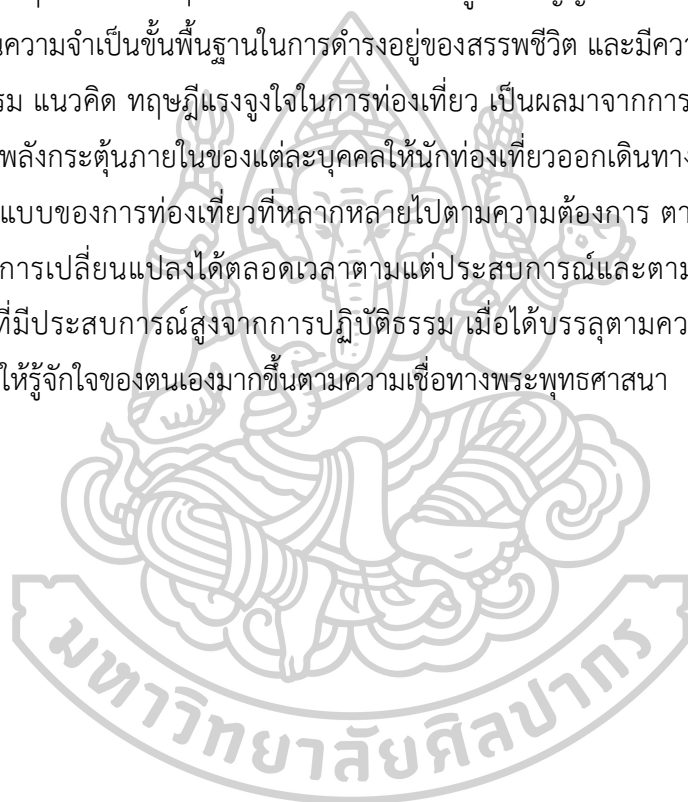 นความจำเป็นขั้นพื้นฐานในการดำรงอยู่ของสรรพชีวิต และมีควา
รม แนวคิด ทฤษฎีแรงจูงใจในการท่องเที่ยว เป็นผลมาจากการ
พลังกระตุ้นภายในของแต่ละบุคคลให้นักท่องเที่ยวออกเดินทาง
แบบของการท่องเที่ยวที่หลากหลายไปตามความต้องการ ตา
การเปลี่ยนแปลงได้ตลอดเวลาตามแต่ประสบการณ์และตาม
ที่มีประสบการณ์สูงจากการปฏิบัติธรรม เมื่อได้บรรลุตามคว
ให้รู้จักใจของตนเองมากขึ้นตามความเชื่อทางพระพุทธศาสนา
มหาวิทยาลัยศิลปากร